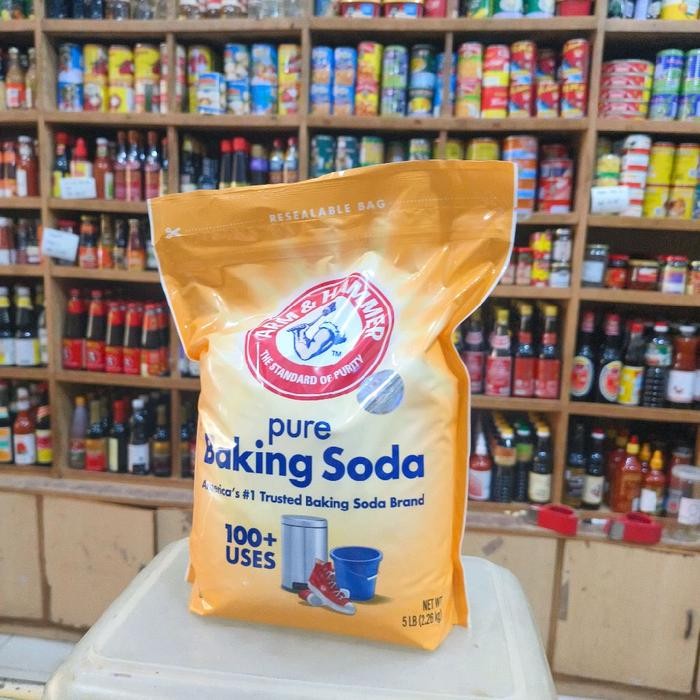 RESEALABLE BAG
ARM & HAMMER
THE STANDARD OF PURITY
TM
pure
Baking Soda
America's #1 Trusted Baking Soda Brand
100+
USES
NET WT
5 LB (2.26 kg)